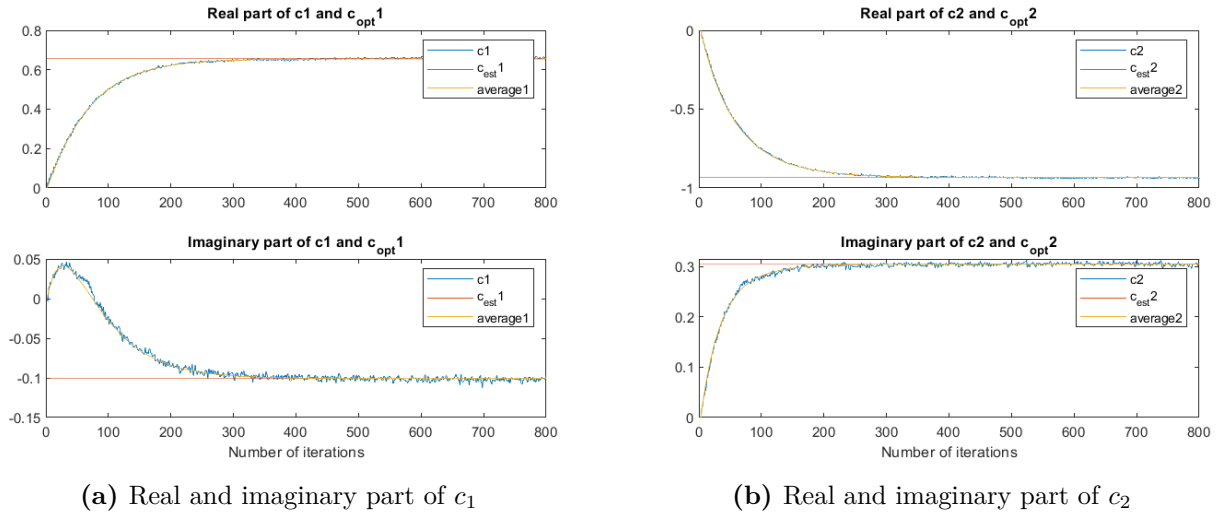 Real part of c1 and c_opt1
0.8
0.6
0.4
0.2
0
c1
c_est1
average1
0 100 200 300 400 500 600 700 800
Imaginary part of c1 and c_opt1
0.05
0
-0.05
-0.1
-0.15
c1
c_est1
average1
0 100 200 300 400 500 600 700 800
Number of iterations
(a) Real and imaginary part of c₁
Real part of c2 and c_opt2
0
-0.5
-1
c2
c_est2
average2
0 100 200 300 400 500 600 700 800
Imaginary part of c2 and c_opt2
0.3
0.2
0.1
0
c2
c_est2
average2
0 100 200 300 400 500 600 700 800
Number of iterations
(b) Real and imaginary part of c₂